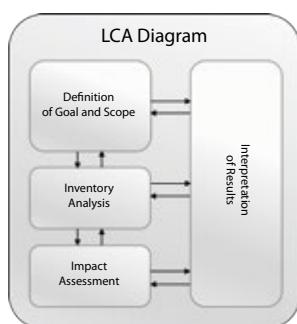 LCA Diagram
Definition
of Goal and Scope
Inventory
Analysis
Impact
Assessment
Interpretation
of Results